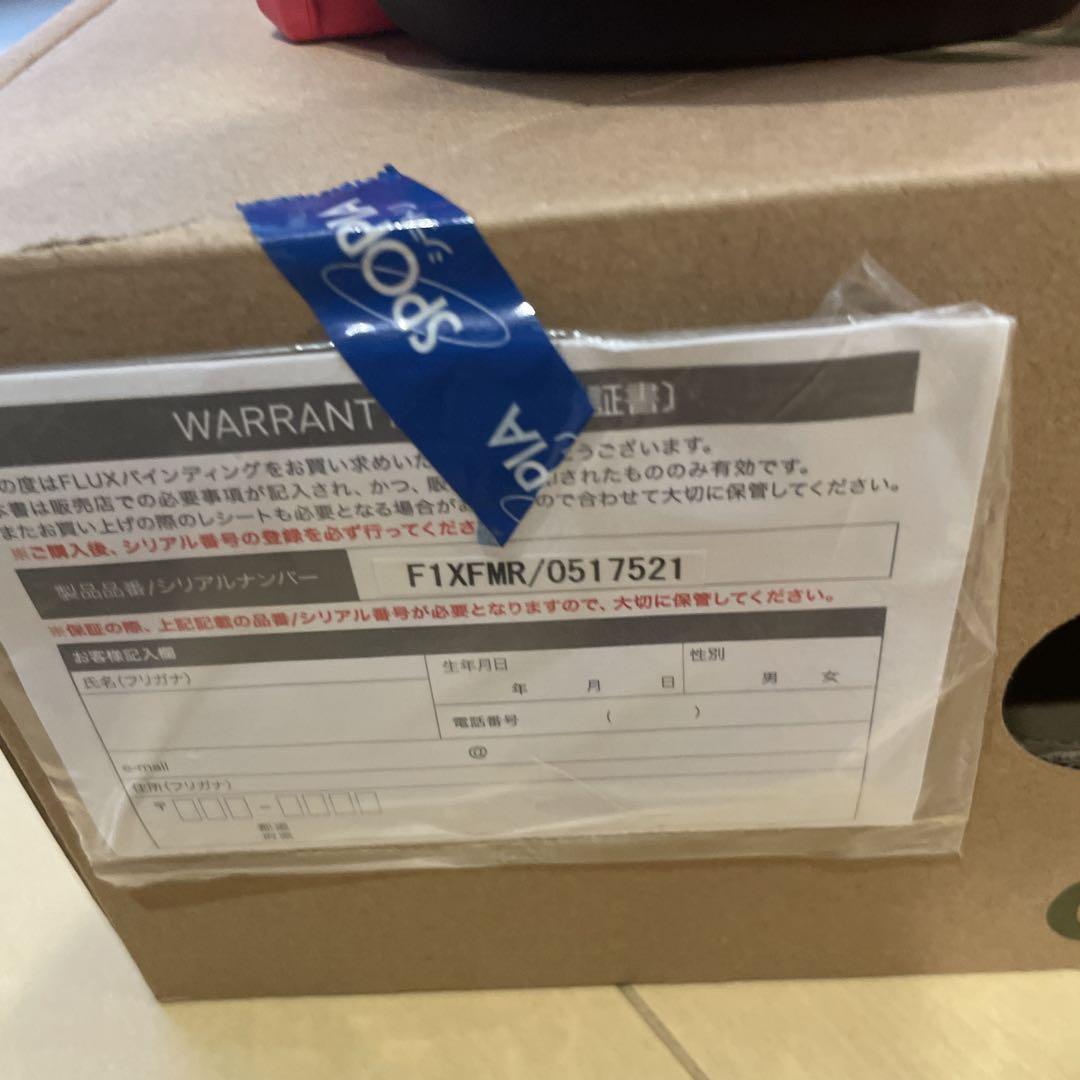 SPOPIA
PIA
WARRANT 証書〕
の度はFLUXバインディングをお買い求めいた うございます。
本書は販売店での必要事項が記入され、かつ、販 印されたもののみ有効です。
またお買い上げの際のレシートも必要となる場合が ので合わせて大切に保管してください。
※ご購入後、シリアル番号の登録を必ず行ってくださ
製品品番/シリアルナンバー F1XFMR/0517521
※保証の際、上記記載の品番/シリアル番号が必要となりますので、大切に保管してください。
お客様記入欄
氏名(フリガナ) 生年月日 年 月 日 性別 男 女
電話番号 ( )
e-mail @
住所(フリガナ)
〒 -
都道
府県